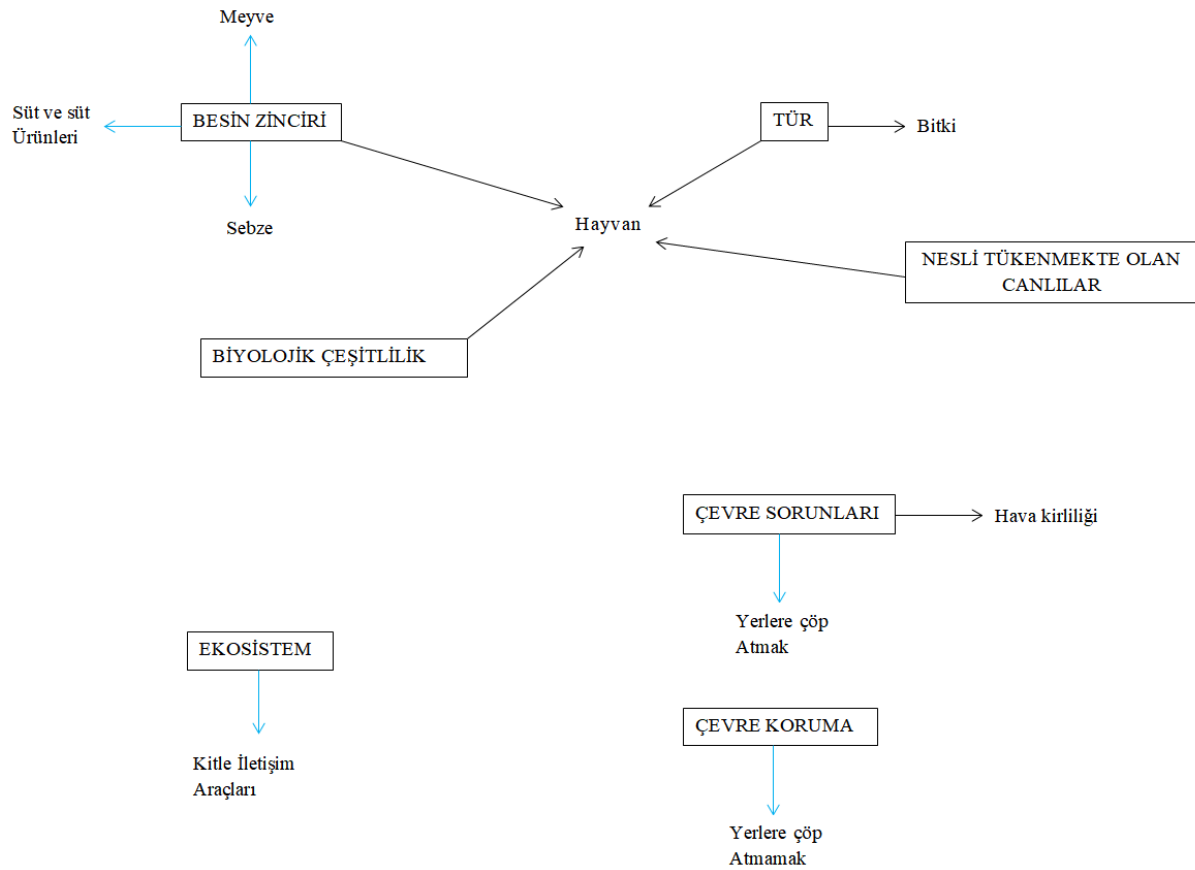 Meyve
Süt ve süt
Ürünleri
BESİN ZİNCİRİ
TÜR
Bitki
Sebze
Hayvan
NESLİ TÜKENMEKTE OLAN
CANLILAR
BİYOLOJİK ÇEŞİTLİLİK
ÇEVRE SORUNLARI
Hava kirliliği
Yerlere çöp
Atmak
EKOSİSTEM
ÇEVRE KORUMA
Kitle İletişim
Araçları
Yerlere çöp
Atmamak